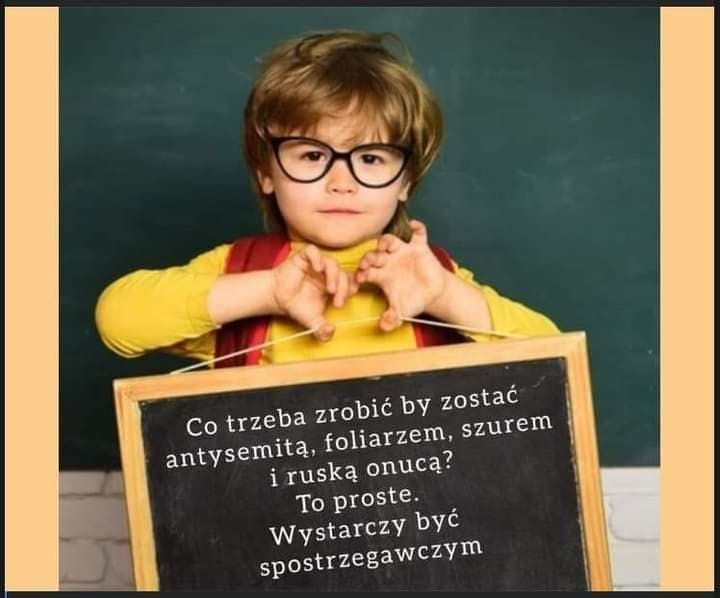 Co trzeba zrobić by zostać
antysemitą, foliarzem, szurem
i ruską onucą?
To proste.
Wystarczy być
spostrzegawczym